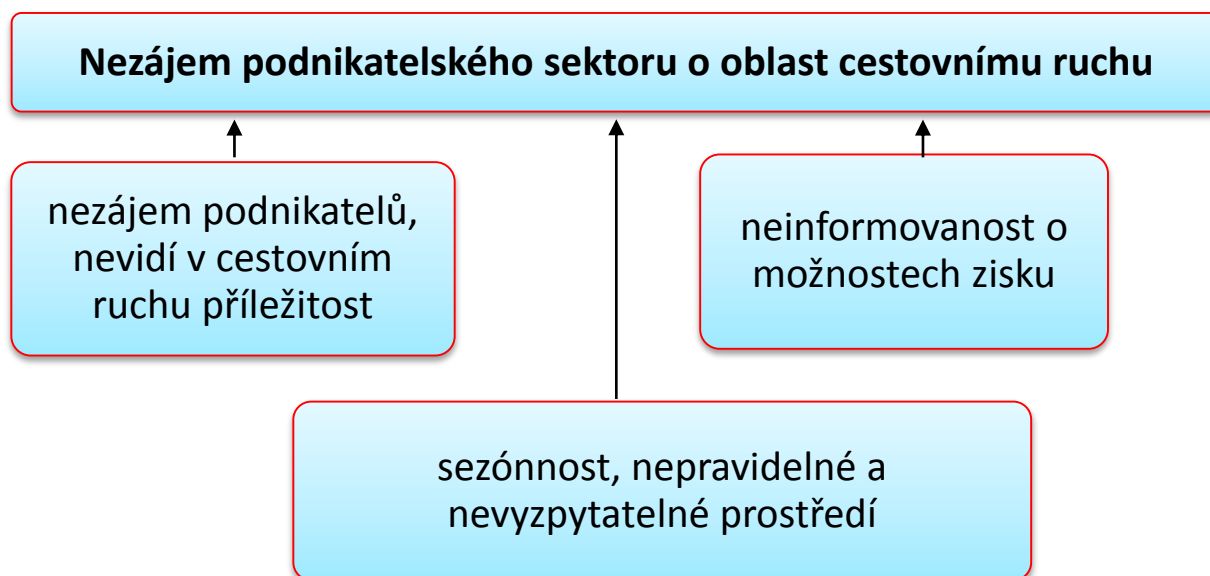 Nezájem podnikatelského sektoru o oblast cestovnímu ruchu
nezájem podnikatelů,
nevidí v cestovním
ruchu příležitost
neinformovanost o
možnostech zisku
sezónnost, nepravidelné a
nevyzpytatelné prostředí